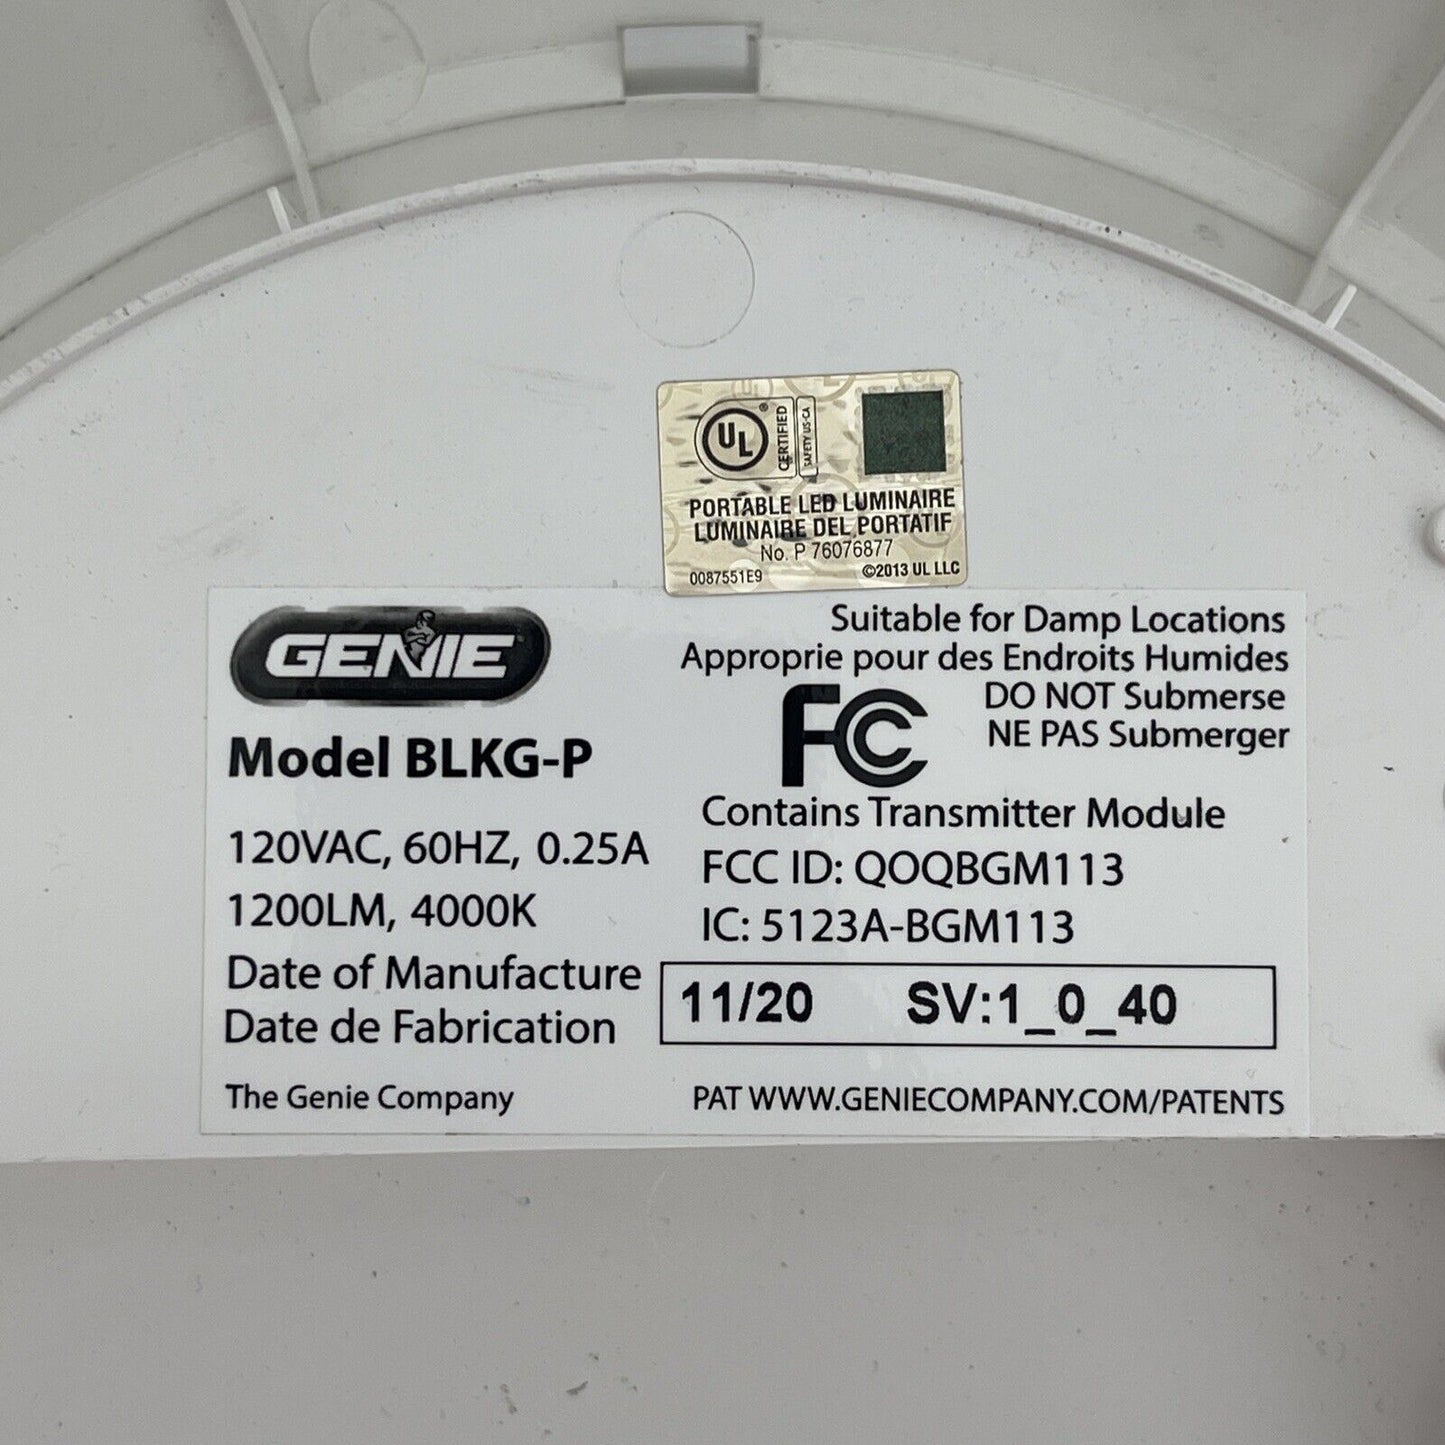 UL ®
CERTIFIED
SAFETY US-CA
PORTABLE LED LUMINAIRE
LUMINAIRE DEL PORTATIF
No. P 76076877
0087551E9 ©2013 UL LLC
GENIE
Model BLKG-P
120VAC, 60HZ, 0.25A
1200LM, 4000K
Suitable for Damp Locations
Approprie pour des Endroits Humides
DO NOT Submerse
NE PAS Submerger
FCC
Contains Transmitter Module
FCC ID: QOQBGM113
IC: 5123A-BGM113
Date of Manufacture
Date de Fabrication
11/20 SV:1_0_40
The Genie Company
PAT WWW.GENIECOMPANY.COM/PATENTS